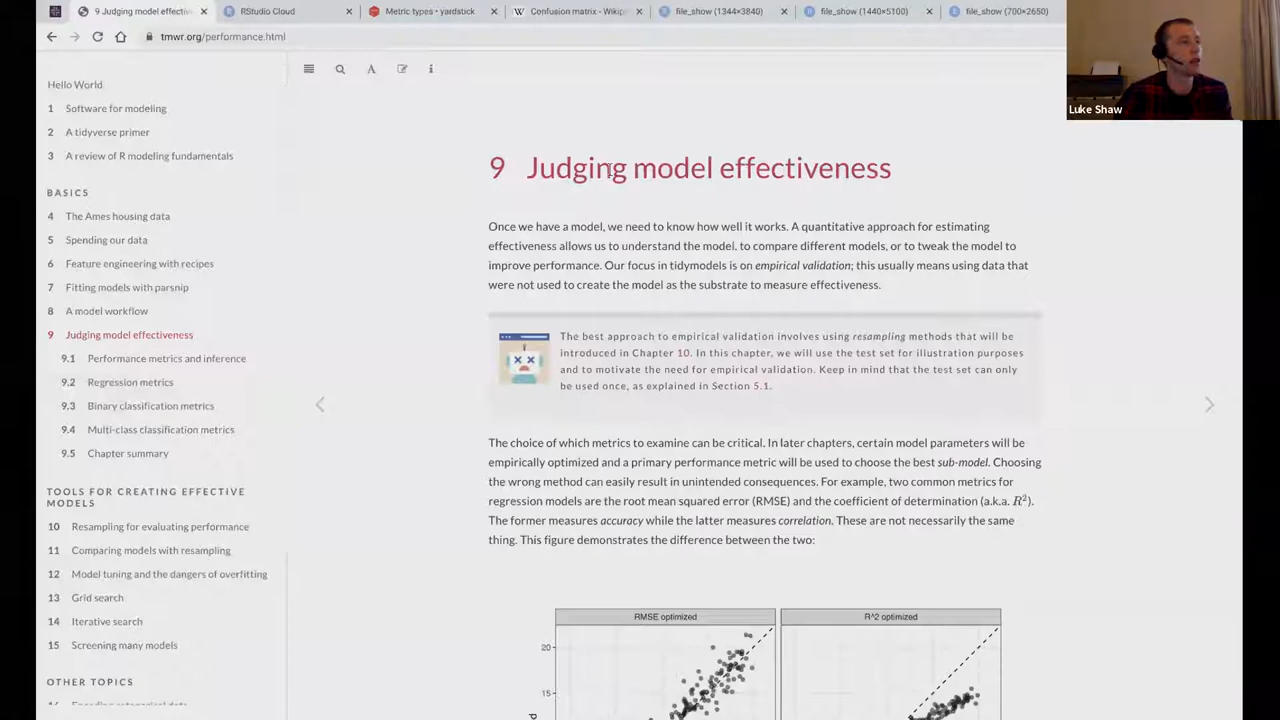 9 Judging model effectiv
RStudio Cloud
Metric types • yardstick
Confusion matrix - Wikip
file_show (1344×3840)
file_show (1440×5100)
file_show (700×2650)
tmwr.org/performance.html
Luke Shaw
Hello World
1 Software for modeling
2 A tidyverse primer
3 A review of R modeling fundamentals
BASICS
4 The Ames housing data
5 Spending our data
6 Feature engineering with recipes
7 Fitting models with parsnip
8 A model workflow
9 Judging model effectiveness
9.1 Performance metrics and inference
9.2 Regression metrics
9.3 Binary classification metrics
9.4 Multi-class classification metrics
9.5 Chapter summary
TOOLS FOR CREATING EFFECTIVE
MODELS
10 Resampling for evaluating performance
11 Comparing models with resampling
12 Model tuning and the dangers of overfitting
13 Grid search
14 Iterative search
15 Screening many models
OTHER TOPICS
9 Judging model effectiveness
Once we have a model, we need to know how well it works. A quantitative approach for estimating
effectiveness allows us to understand the model, to compare different models, or to tweak the model to
improve performance. Our focus in tidymodels is on empirical validation; this usually means using data that
were not used to create the model as the substrate to measure effectiveness.
The best approach to empirical validation involves using resampling methods that will be
introduced in Chapter 10. In this chapter, we will use the test set for illustration purposes
and to motivate the need for empirical validation. Keep in mind that the test set can only
be used once, as explained in Section 5.1.
The choice of which metrics to examine can be critical. In later chapters, certain model parameters will be
empirically optimized and a primary performance metric will be used to choose the best sub-model. Choosing
the wrong method can easily result in unintended consequences. For example, two common metrics for
regression models are the root mean squared error (RMSE) and the coefficient of determination (a.k.a. R²).
The former measures accuracy while the latter measures correlation. These are not necessarily the same
thing. This figure demonstrates the difference between the two:
RMSE optimized
R^2 optimized
20
15